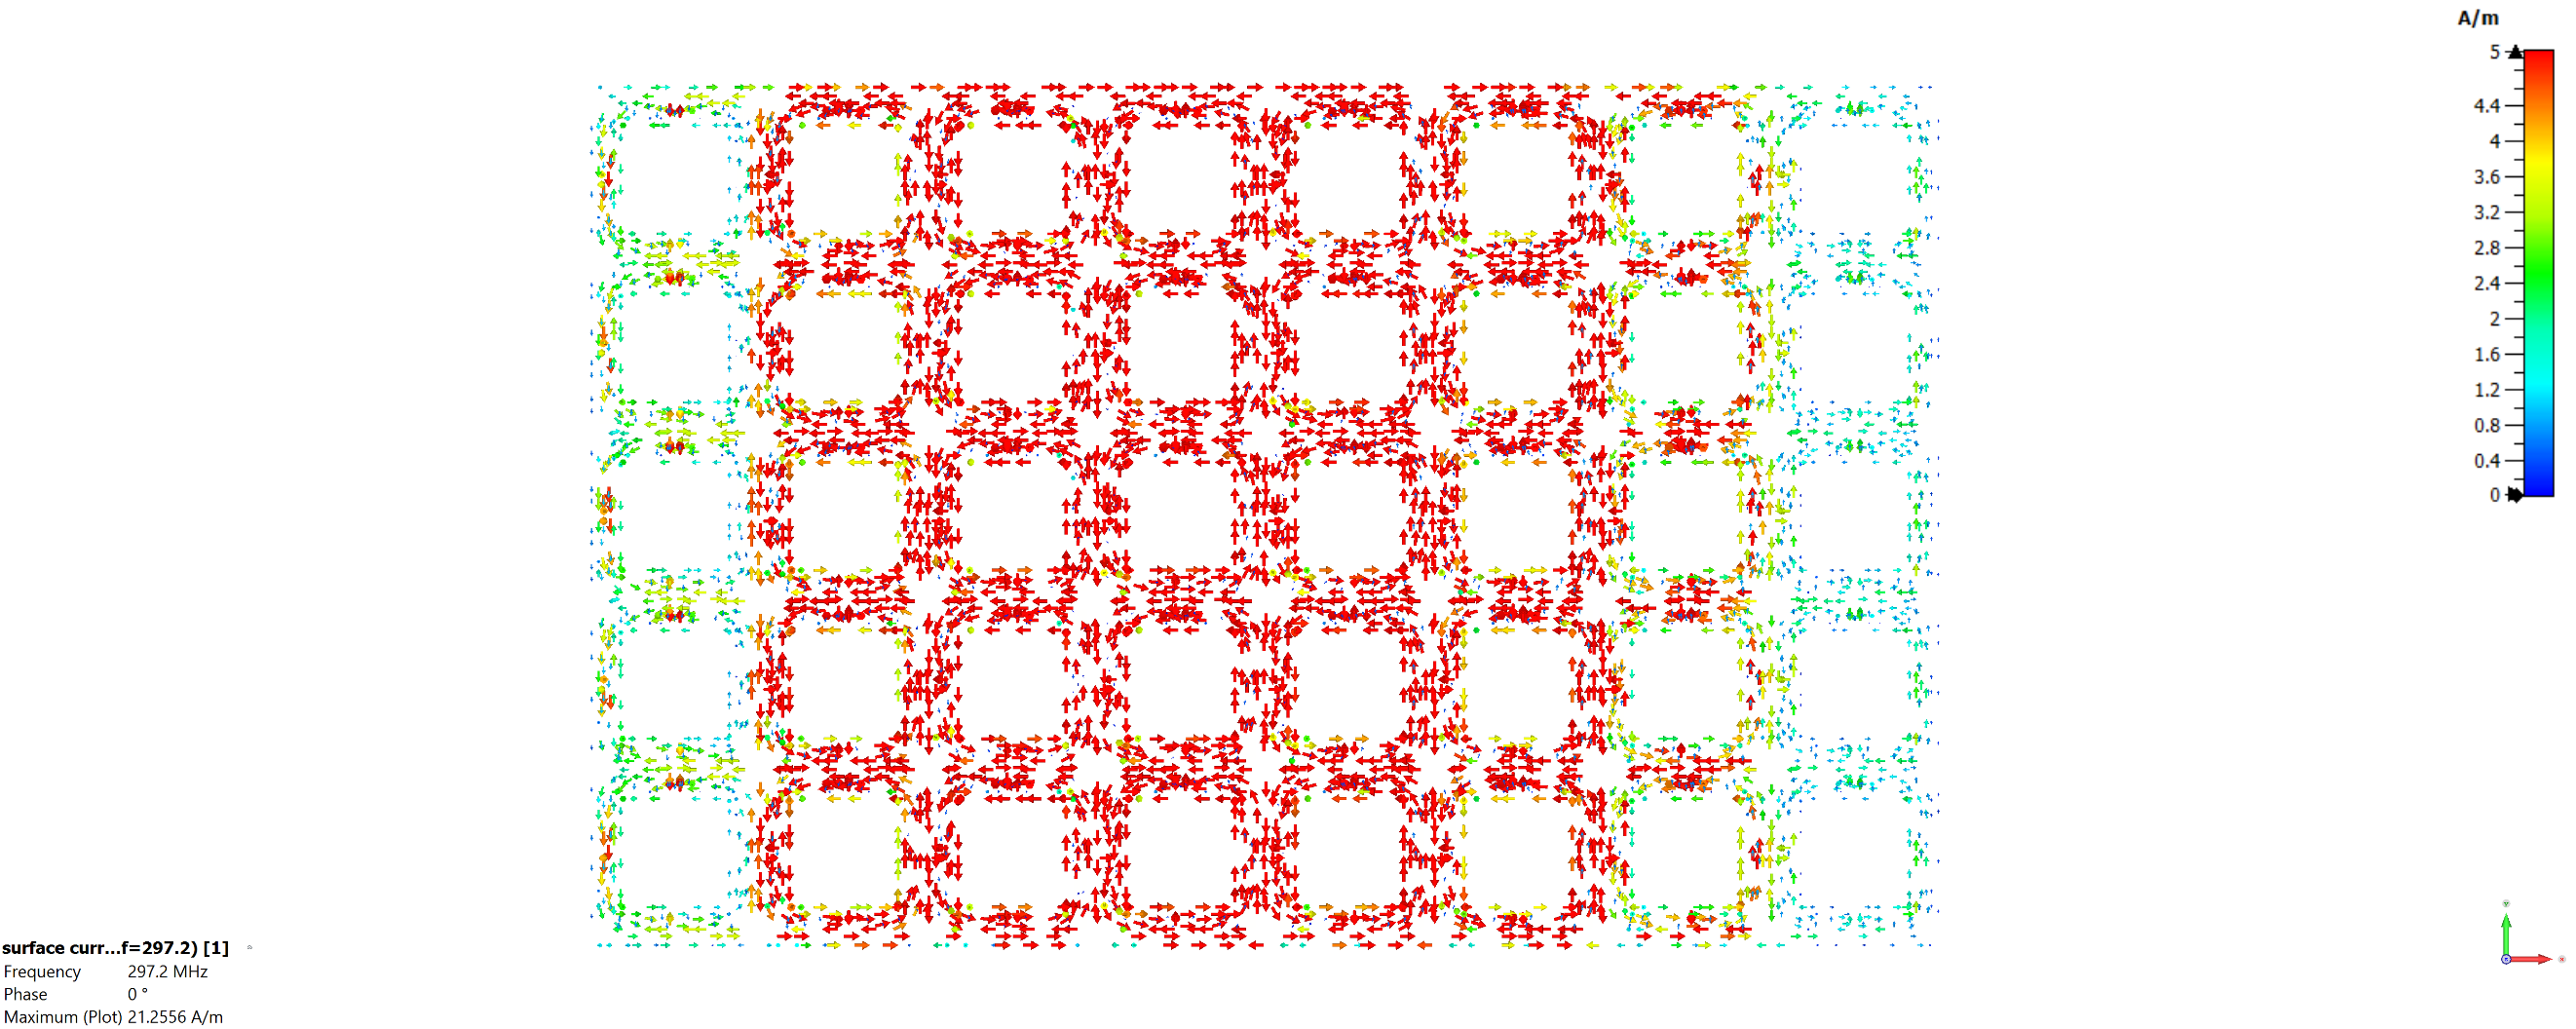 A/m
5
4.4
4
3.6
3.2
2.8
2.4
2
1.6
1.2
0.8
0.4
0
surface curr...f=297.2) [1]
Frequency 297.2 MHz
Phase 0 °
Maximum (Plot) 21.2556 A/m